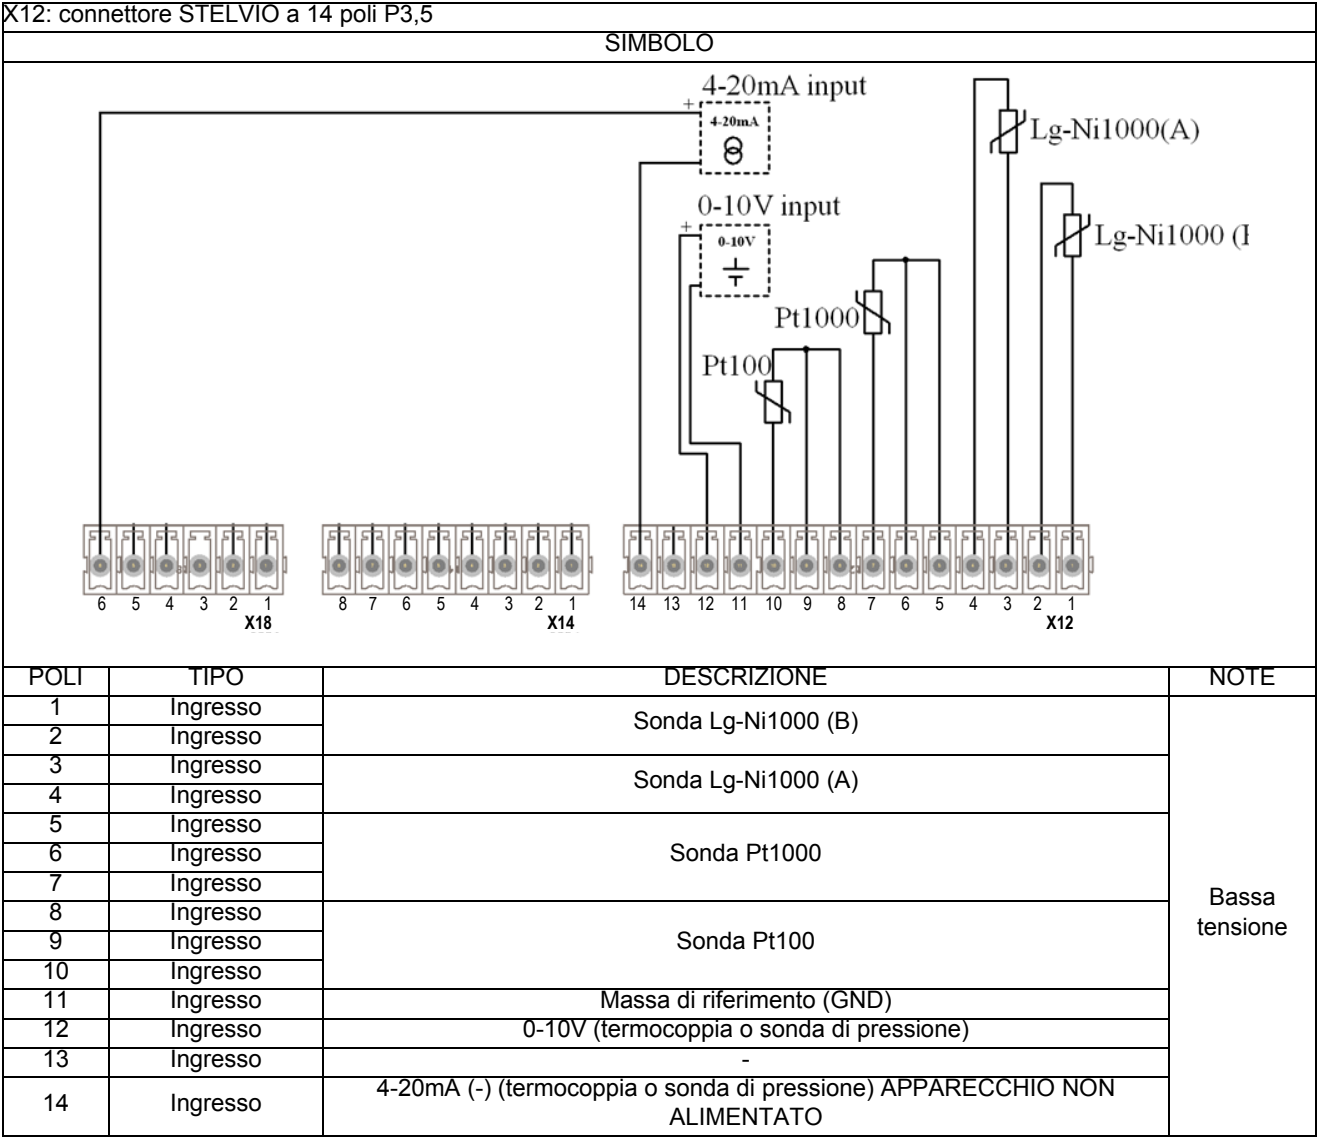 X12: connettore STELVIO a 14 poli P3,5
SIMBOLO
4-20mA input
+
4-20mA
Lg-Ni1000(A)
0-10V input
+
0-10V
Lg-Ni1000 (
Pt1000
Pt100
6 5 4 3 2 1
X18
8 7 6 5 4 3 2 1
X14
14 13 12 11 10 9 8 7 6 5 4 3 2 1
X12
POLI TIPO DESCRIZIONE NOTE
1 Ingresso
Sonda Lg-Ni1000 (B)
2 Ingresso
3 Ingresso
Sonda Lg-Ni1000 (A)
4 Ingresso
5 Ingresso
6 Ingresso Sonda Pt1000
7 Ingresso
8 Ingresso
9 Ingresso Sonda Pt100
10 Ingresso
Bassa
tensione
11 Ingresso Massa di riferimento (GND)
12 Ingresso 0-10V (termocoppia o sonda di pressione)
13 Ingresso -
14 Ingresso 4-20mA (-) (termocoppia o sonda di pressione) APPARECCHIO NON
ALIMENTATO